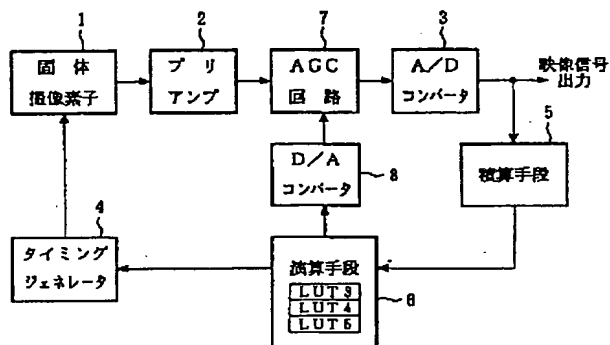 1
固体
撮像素子
2
プリ
アンプ
7
AGC
回路
3
A/D
コンバータ
映像信号
出力
5
積算手段
D/A
コンバータ
8
4
タイミング
ジェネレータ
演算手段
LUT3
LUT4
LUT5
6